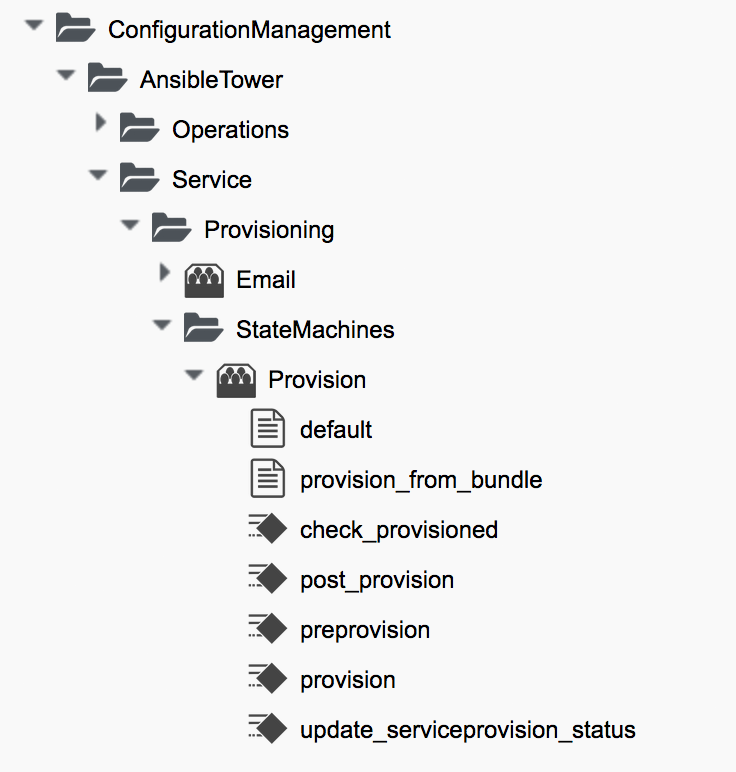 ConfigurationManagement
AnsibleTower
Operations
Service
Provisioning
Email
StateMachines
Provision
default
provision_from_bundle
check_provisioned
post_provision
preprovision
provision
update_serviceprovision_status